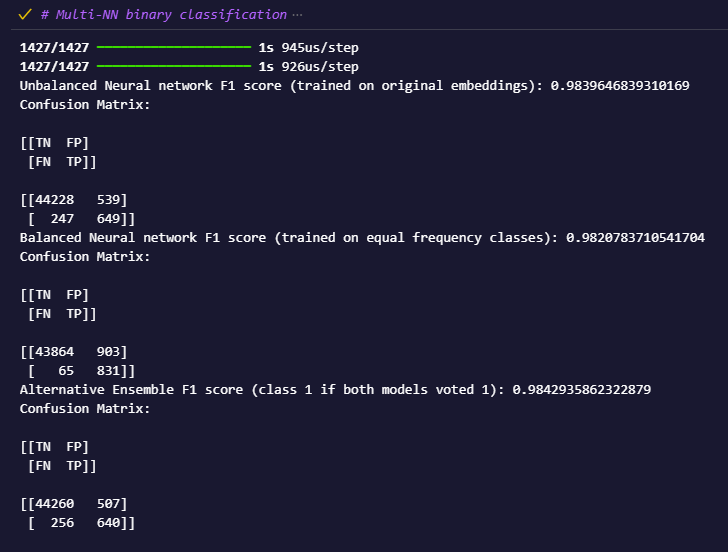 # Multi-NN binary classification ...
1427/1427 ━━━━━━━━━━━━━━━━━━━━ 1s 945us/step
1427/1427 ━━━━━━━━━━━━━━━━━━━━ 1s 926us/step
Unbalanced Neural network F1 score (trained on original embeddings): 0.9839646839310169
Confusion Matrix:
[[TN  FP]
 [FN  TP]]
[[44228   539]
 [  247   649]]
Balanced Neural network F1 score (trained on equal frequency classes): 0.9820783710541704
Confusion Matrix:
[[TN  FP]
 [FN  TP]]
[[43864   903]
 [   65   831]]
Alternative Ensemble F1 score (class 1 if both models voted 1): 0.9842935862322879
Confusion Matrix:
[[TN  FP]
 [FN  TP]]
[[44260   507]
 [  256   640]]